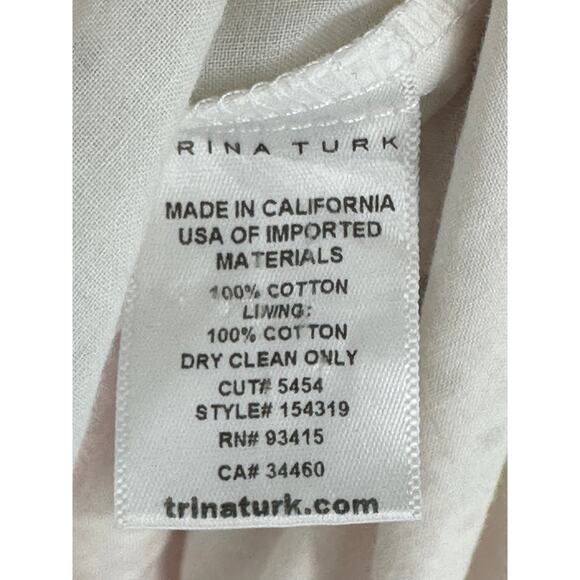 RINA TURK
MADE IN CALIFORNIA
USA OF IMPORTED
MATERIALS
100% COTTON
LINING:
100% COTTON
DRY CLEAN ONLY
CUT# 5454
STYLE# 154319
RN# 93415
CA# 34460
trinaturk.com